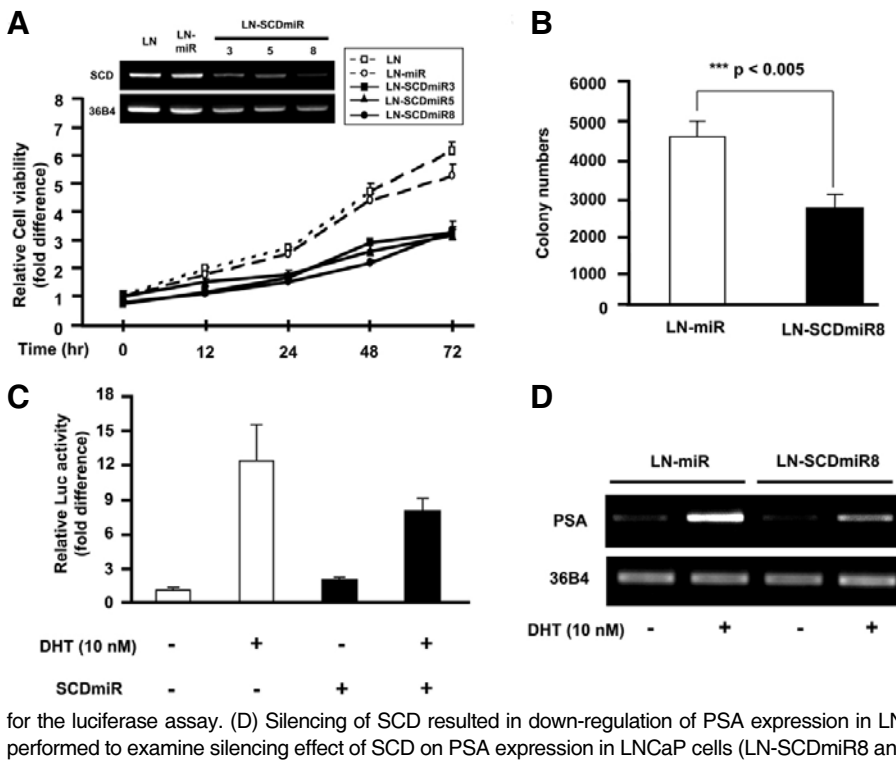 A
LN
LN-
miR
LN-SCDmiR
3 5 8
SCD
36B4
LN
LN-miR
LN-SCDmiR3
LN-SCDmiR5
LN-SCDmiR8
Relative Cell viability
(fold difference)
8
7
6
5
4
3
2
1
0
Time (hr) 0 12 24 48 72
B
*** p < 0.005
Colony numbers
6000
5000
4000
3000
2000
1000
0
LN-miR LN-SCDmiR8
C
Relative Luc activity
(fold difference)
18
15
12
9
6
3
0
DHT (10 nM) - + - +
SCDmiR - - + +
D
LN-miR LN-SCDmiR8
PSA
36B4
DHT (10 nM) - + - +
for the luciferase assay. (D) Silencing of SCD resulted in down-regulation of PSA expression in LN
performed to examine silencing effect of SCD on PSA expression in LNCaP cells (LN-SCDmiR8 an